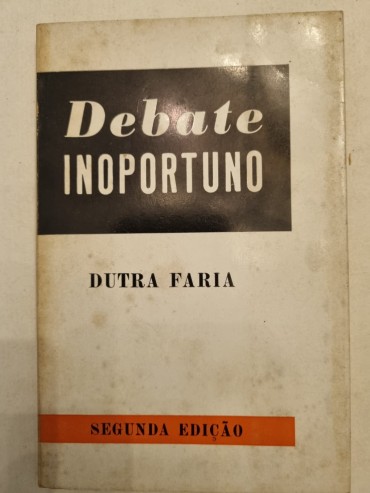 Debate
INOPORTUNO
DUTRA FARIA
SEGUNDA EDIÇÃO